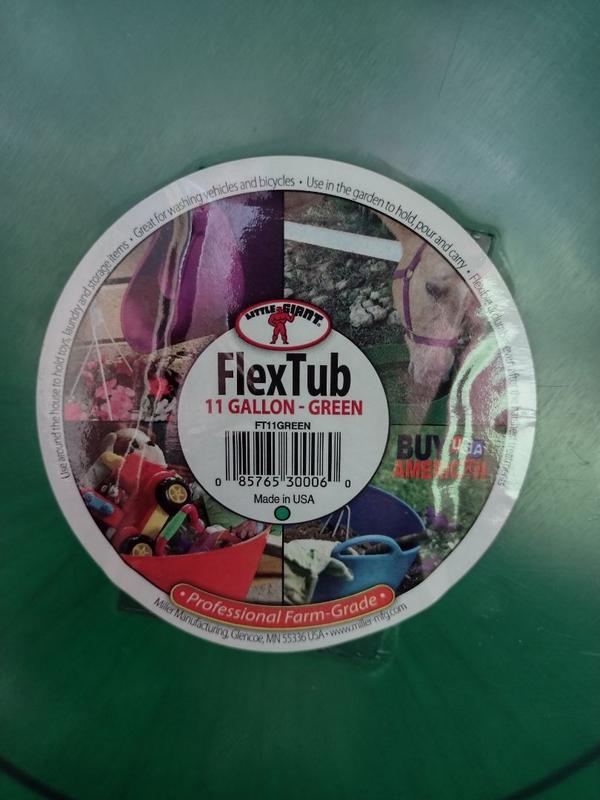 Use around the house to hold toys, laundry and storage items • Great for washing vehicles and bicycles • Use in the garden to hold, pour and carry •
LITTLE GIANT
FlexTub
11 GALLON - GREEN
FT11GREEN
0 85765 30006 0
Made in USA
BUY USA
AMERICAN
• Professional Farm-Grade •
Miller Manufacturing, Glencoe, MN 55336 USA • www.miller-mfg.com